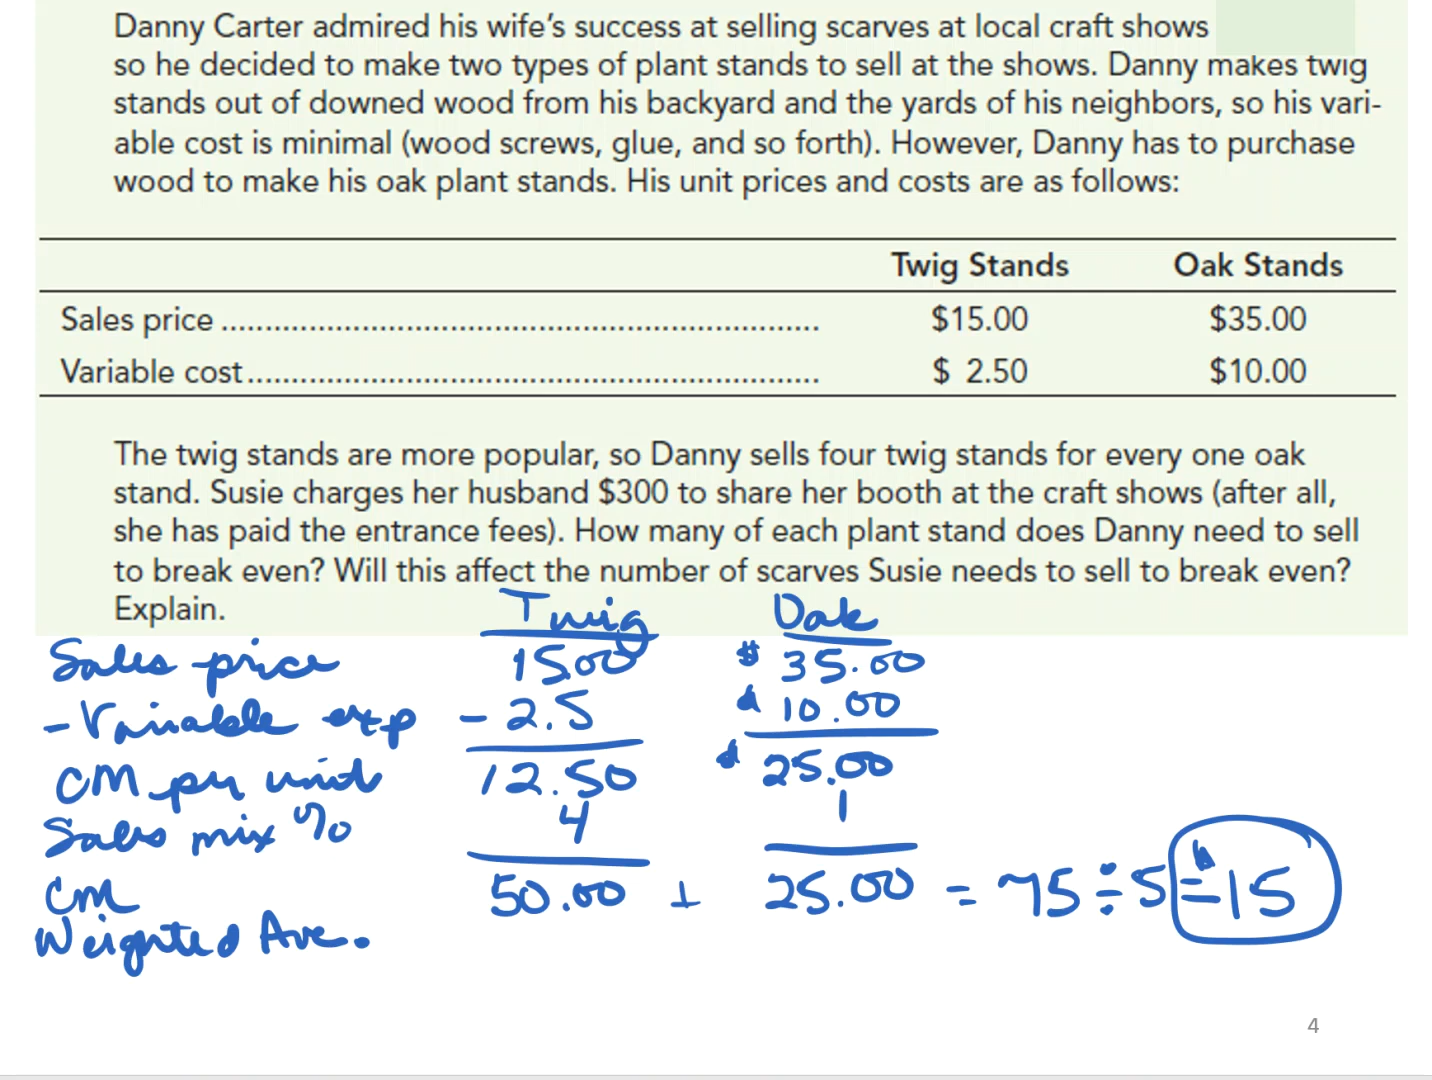 Danny Carter admired his wife’s success at selling scarves at local craft shows
so he decided to make two types of plant stands to sell at the shows. Danny makes twig
stands out of downed wood from his backyard and the yards of his neighbors, so his vari-
able cost is minimal (wood screws, glue, and so forth). However, Danny has to purchase
wood to make his oak plant stands. His unit prices and costs are as follows:
Twig Stands Oak Stands
Sales price ............................................................ $15.00 $35.00
Variable cost .......................................................... $ 2.50 $10.00
The twig stands are more popular, so Danny sells four twig stands for every one oak
stand. Susie charges her husband $300 to share her booth at the craft shows (after all,
she has paid the entrance fees). How many of each plant stand does Danny need to sell
to break even? Will this affect the number of scarves Susie needs to sell to break even?
Explain.
Twig Oak
Sales price 15.00 $ 35.00
- Variable exp - 2.5 10.00
CM per unit 12.50 25.00
Sales mix % 4 1
CM 50.00 + 25.00 = 75 ÷ 5 = 15
Weighted Ave.
4